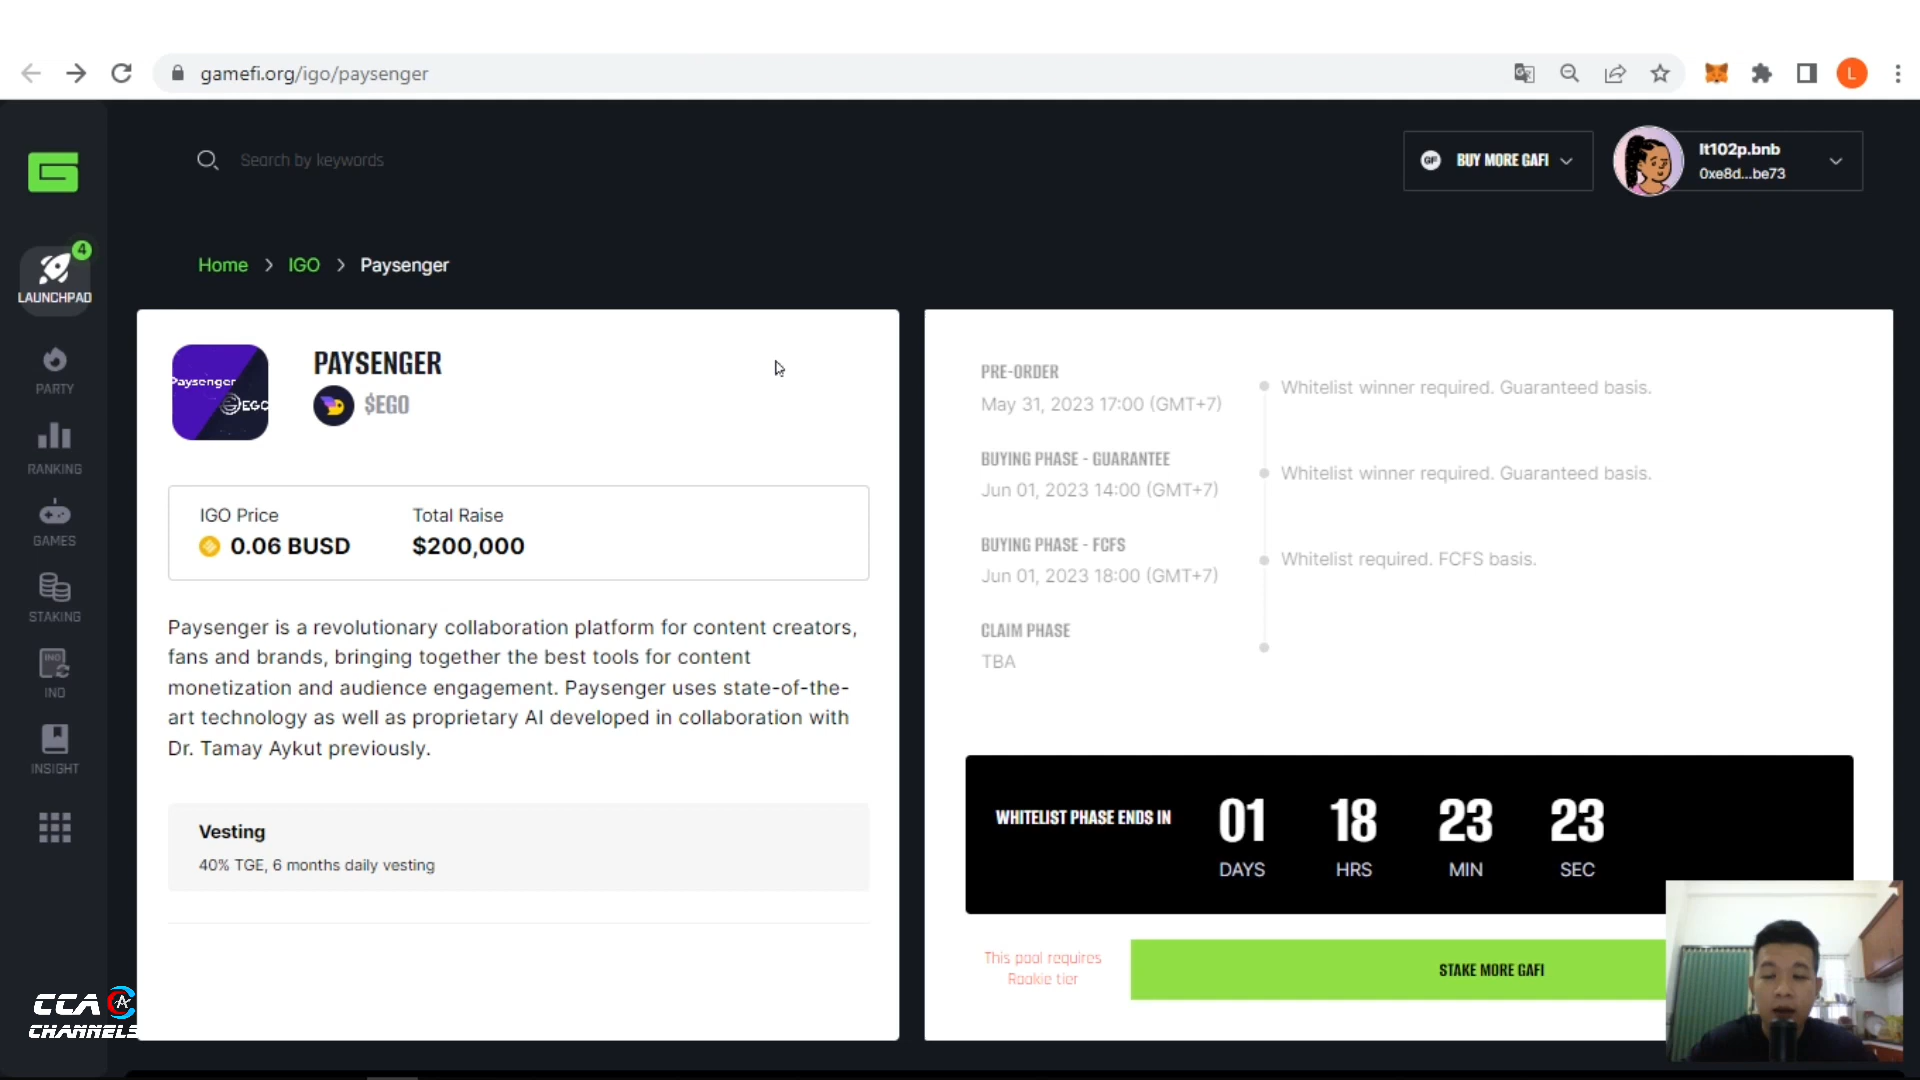 gamefi.org/igo/paysenger
L
Search by keywords
BUY MORE GAFI
lt102p.bnb
0xe8d...be73
4
LAUNCHPAD
PARTY
RANKING
GAMES
STAKING
INO
INO
INSIGHT
Home > IGO > Paysenger
Paysenger
EGO
PAYSENGER
$EGO
IGO Price
0.06 BUSD
Total Raise
$200,000
Paysenger is a revolutionary collaboration platform for content creators,
fans and brands, bringing together the best tools for content
monetization and audience engagement. Paysenger uses state-of-the-
art technology as well as proprietary AI developed in collaboration with
Dr. Tamay Aykut previously.
Vesting
40% TGE, 6 months daily vesting
PRE-ORDER
May 31, 2023 17:00 (GMT+7)
Whitelist winner required. Guaranteed basis.
BUYING PHASE - GUARANTEE
Jun 01, 2023 14:00 (GMT+7)
Whitelist winner required. Guaranteed basis.
BUYING PHASE - FCFS
Jun 01, 2023 18:00 (GMT+7)
Whitelist required. FCFS basis.
CLAIM PHASE
TBA
WHITELIST PHASE ENDS IN
01 18 23 23
DAYS HRS MIN SEC
This pool requires
Rookie tier
STAKE MORE GAFI
CCA
CHANNELS